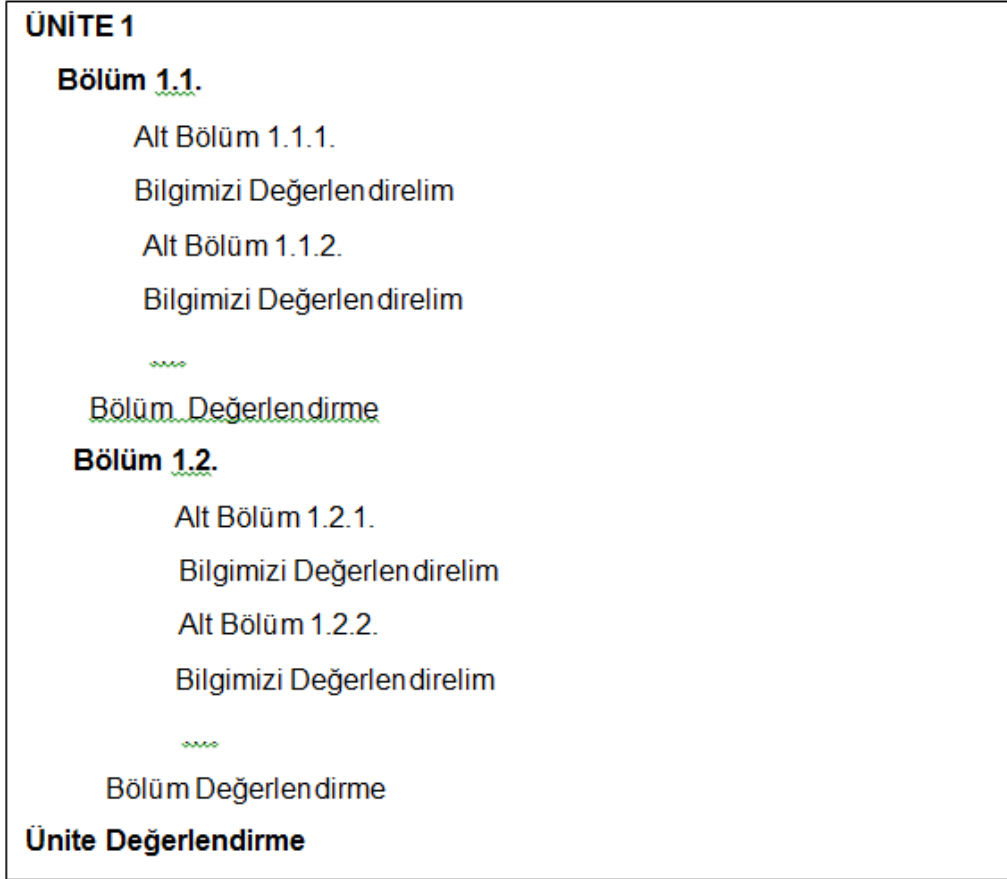 ÜNİTE 1
Bölüm 1.1.
Alt Bölüm 1.1.1.
Bilgimizi Değerlendirelim
Alt Bölüm 1.1.2.
Bilgimizi Değerlendirelim
.....
Bölüm Değerlendirme
Bölüm 1.2.
Alt Bölüm 1.2.1.
Bilgimizi Değerlendirelim
Alt Bölüm 1.2.2.
Bilgimizi Değerlendirelim
.....
Bölüm Değerlendirme
Ünite Değerlendirme